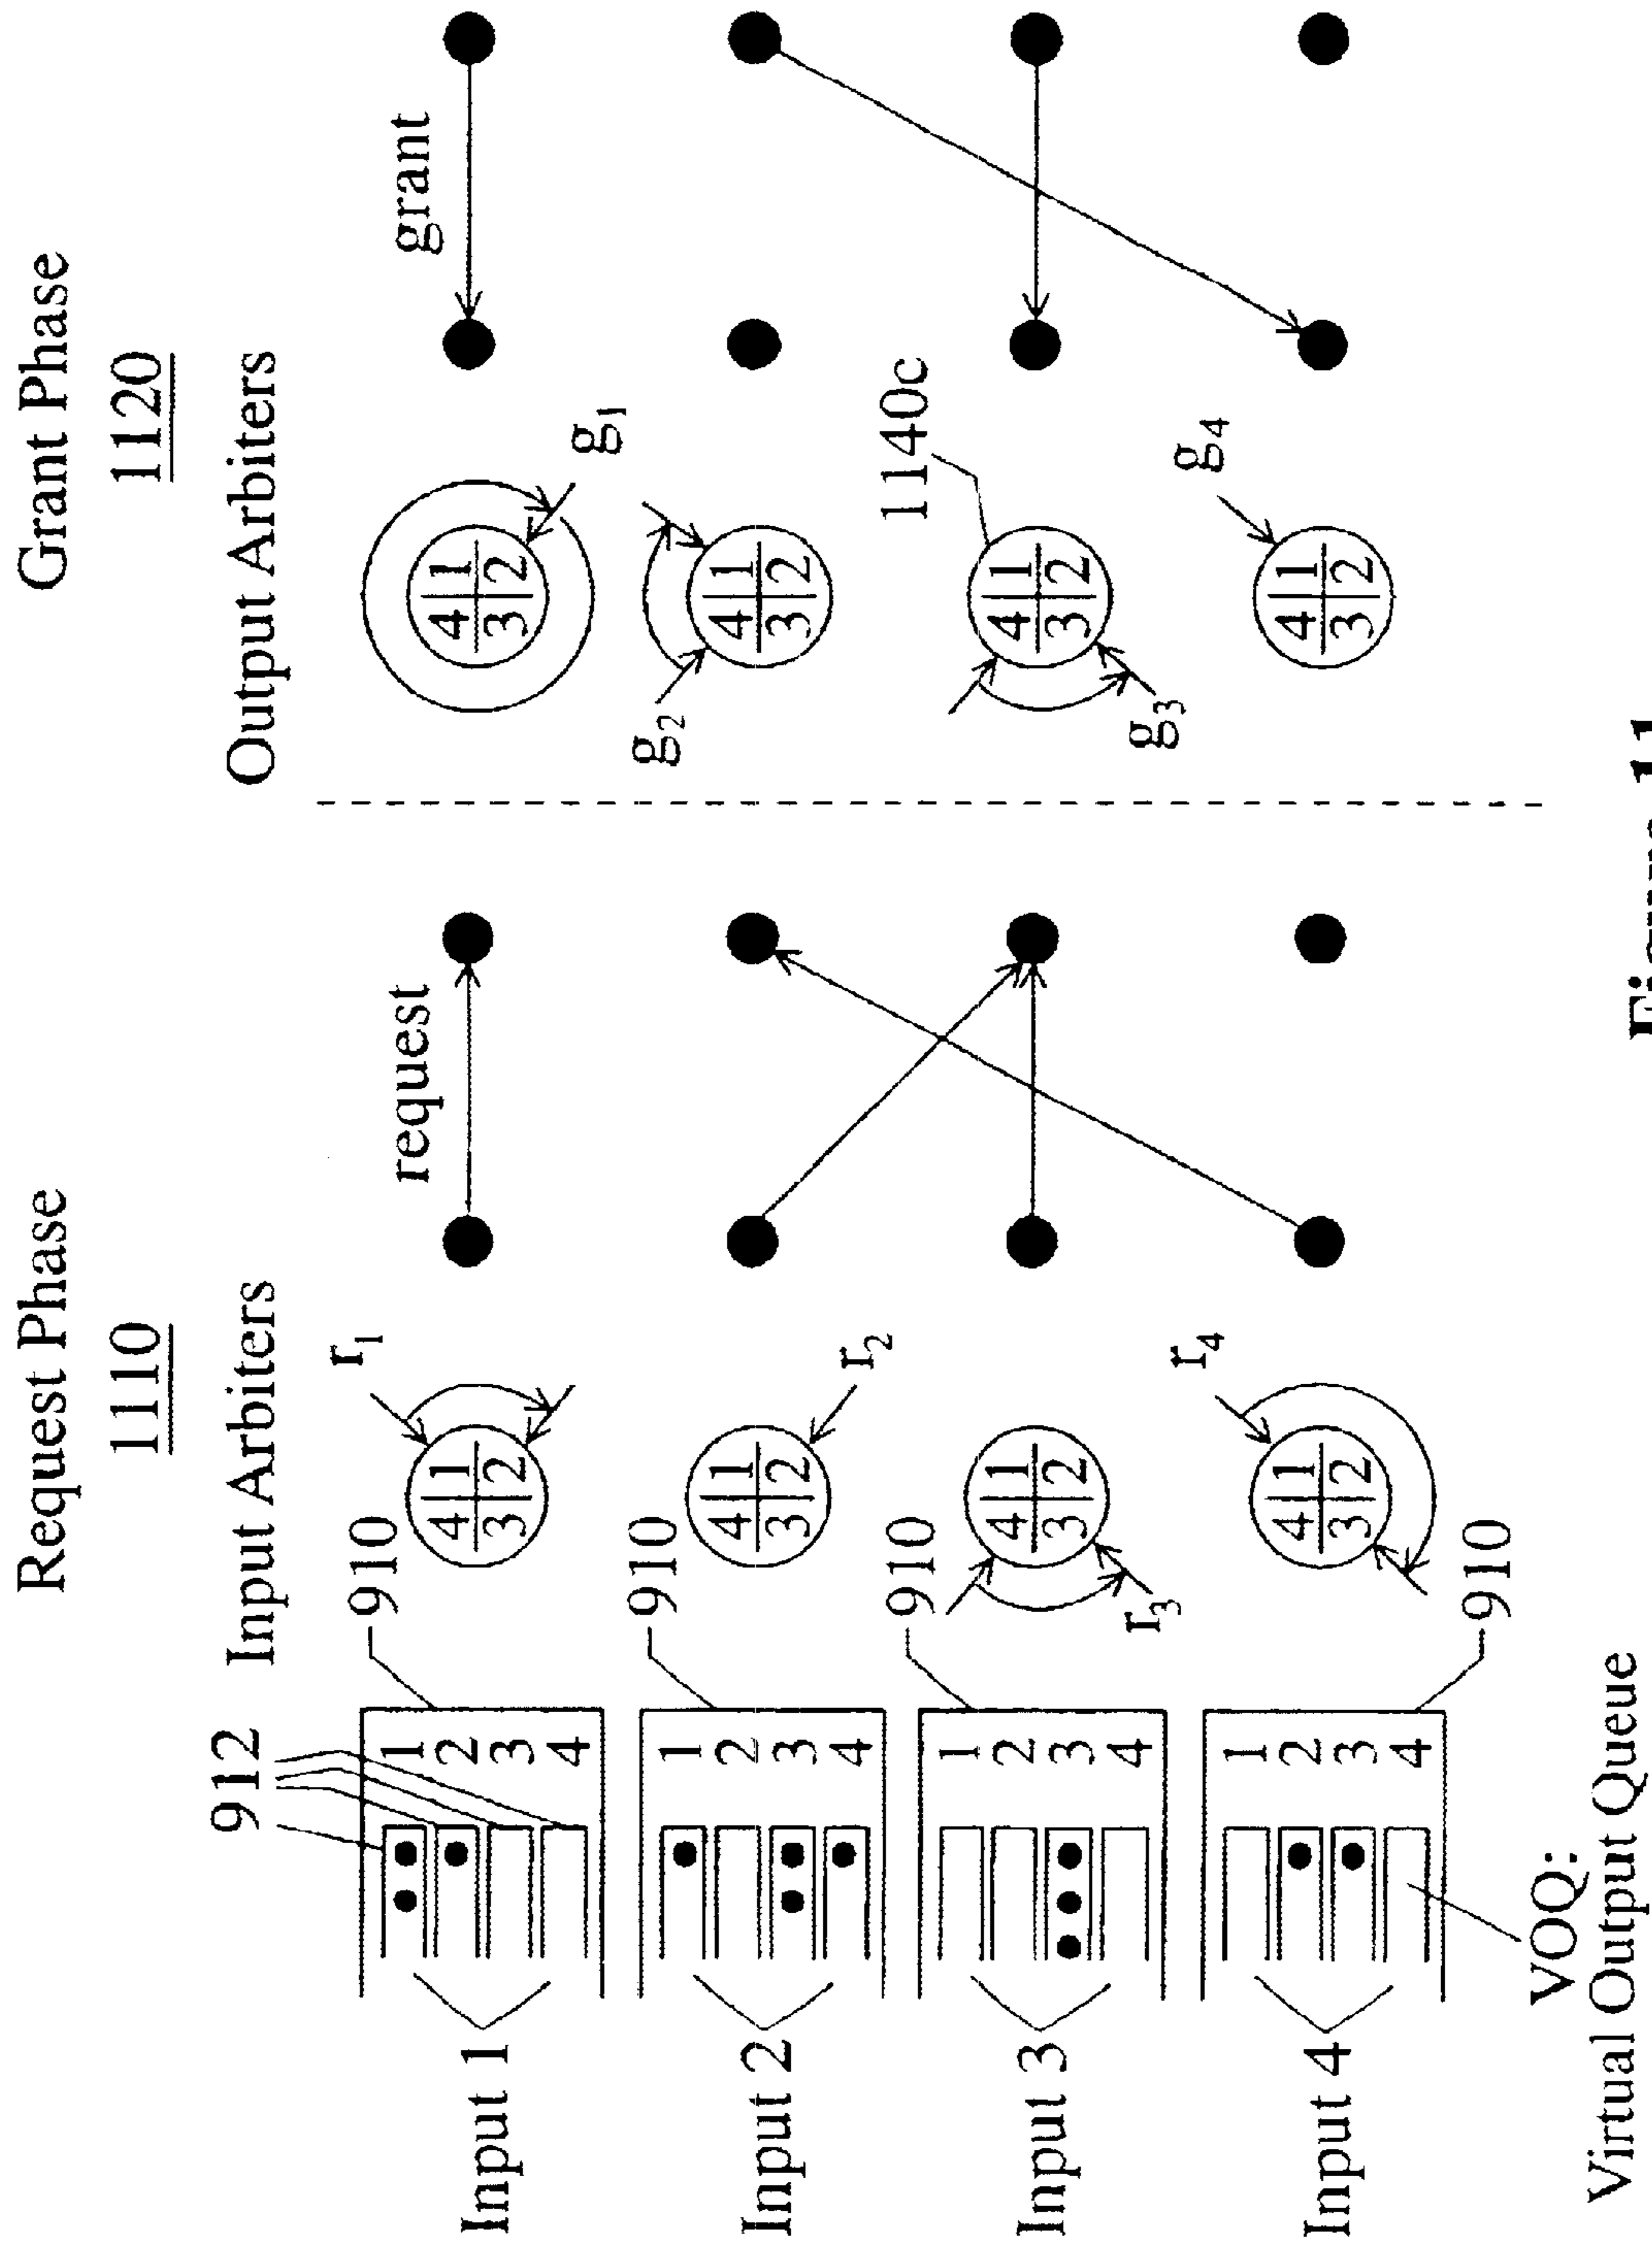 Request Phase
1110
Grant Phase
1120
Input Arbiters
Output Arbiters
912
910
r1
request
g1
grant
Input 1
1
2
3
4
4 1
3 2
4 1
3 2
910
r2
g2
Input 2
1
2
3
4
4 1
3 2
4 1
3 2
910
r3
g3
1140c
Input 3
1
2
3
4
4 1
3 2
4 1
3 2
r4
g4
Input 4
1
2
3
4
4 1
3 2
4 1
3 2
910
VOQ:
Virtual Output Queue